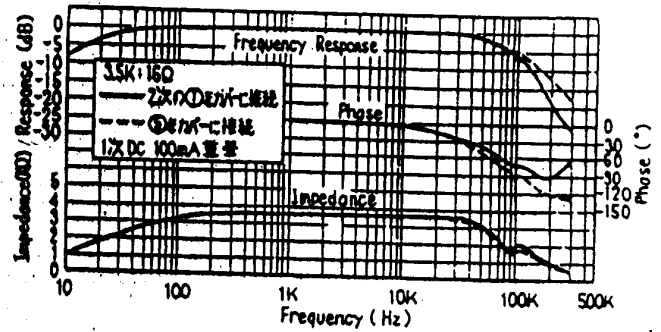 Frequency Response
3.5K:16Ω
2次の①をカバーに接続
をカバーに接続
1次DC 100mA重畳
Phase
Impedance
Impedance(KΩ)/Response(dB)
0
5
0
0
30
60
90
-120
-150
Phase(°)
10
100
1K
10K
100K
500K
Frequency(Hz)